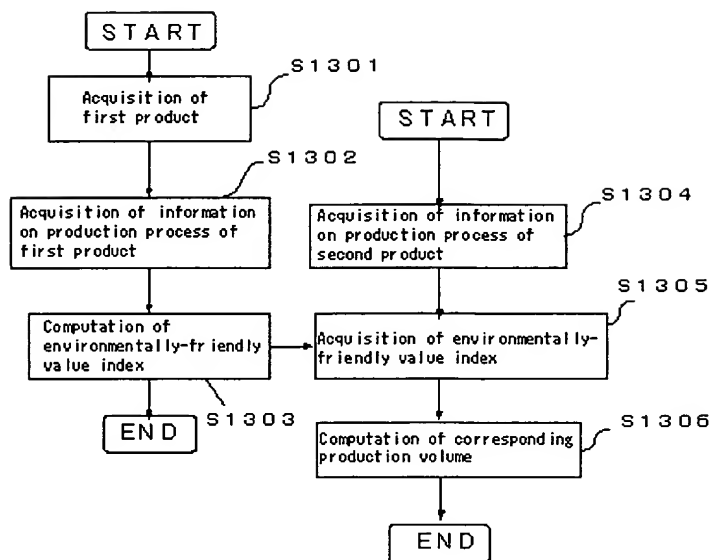 START
S1301
Acquisition of
first product
START
S1302
Acquisition of information
on production process of
first product
S1304
Acquisition of information
on production process of
second product
S1305
Computation of
environmentally-friendly
value index
Acquisition of environmentally-
friendly value index
S1303
END
S1306
Computation of corresponding
production volume
END